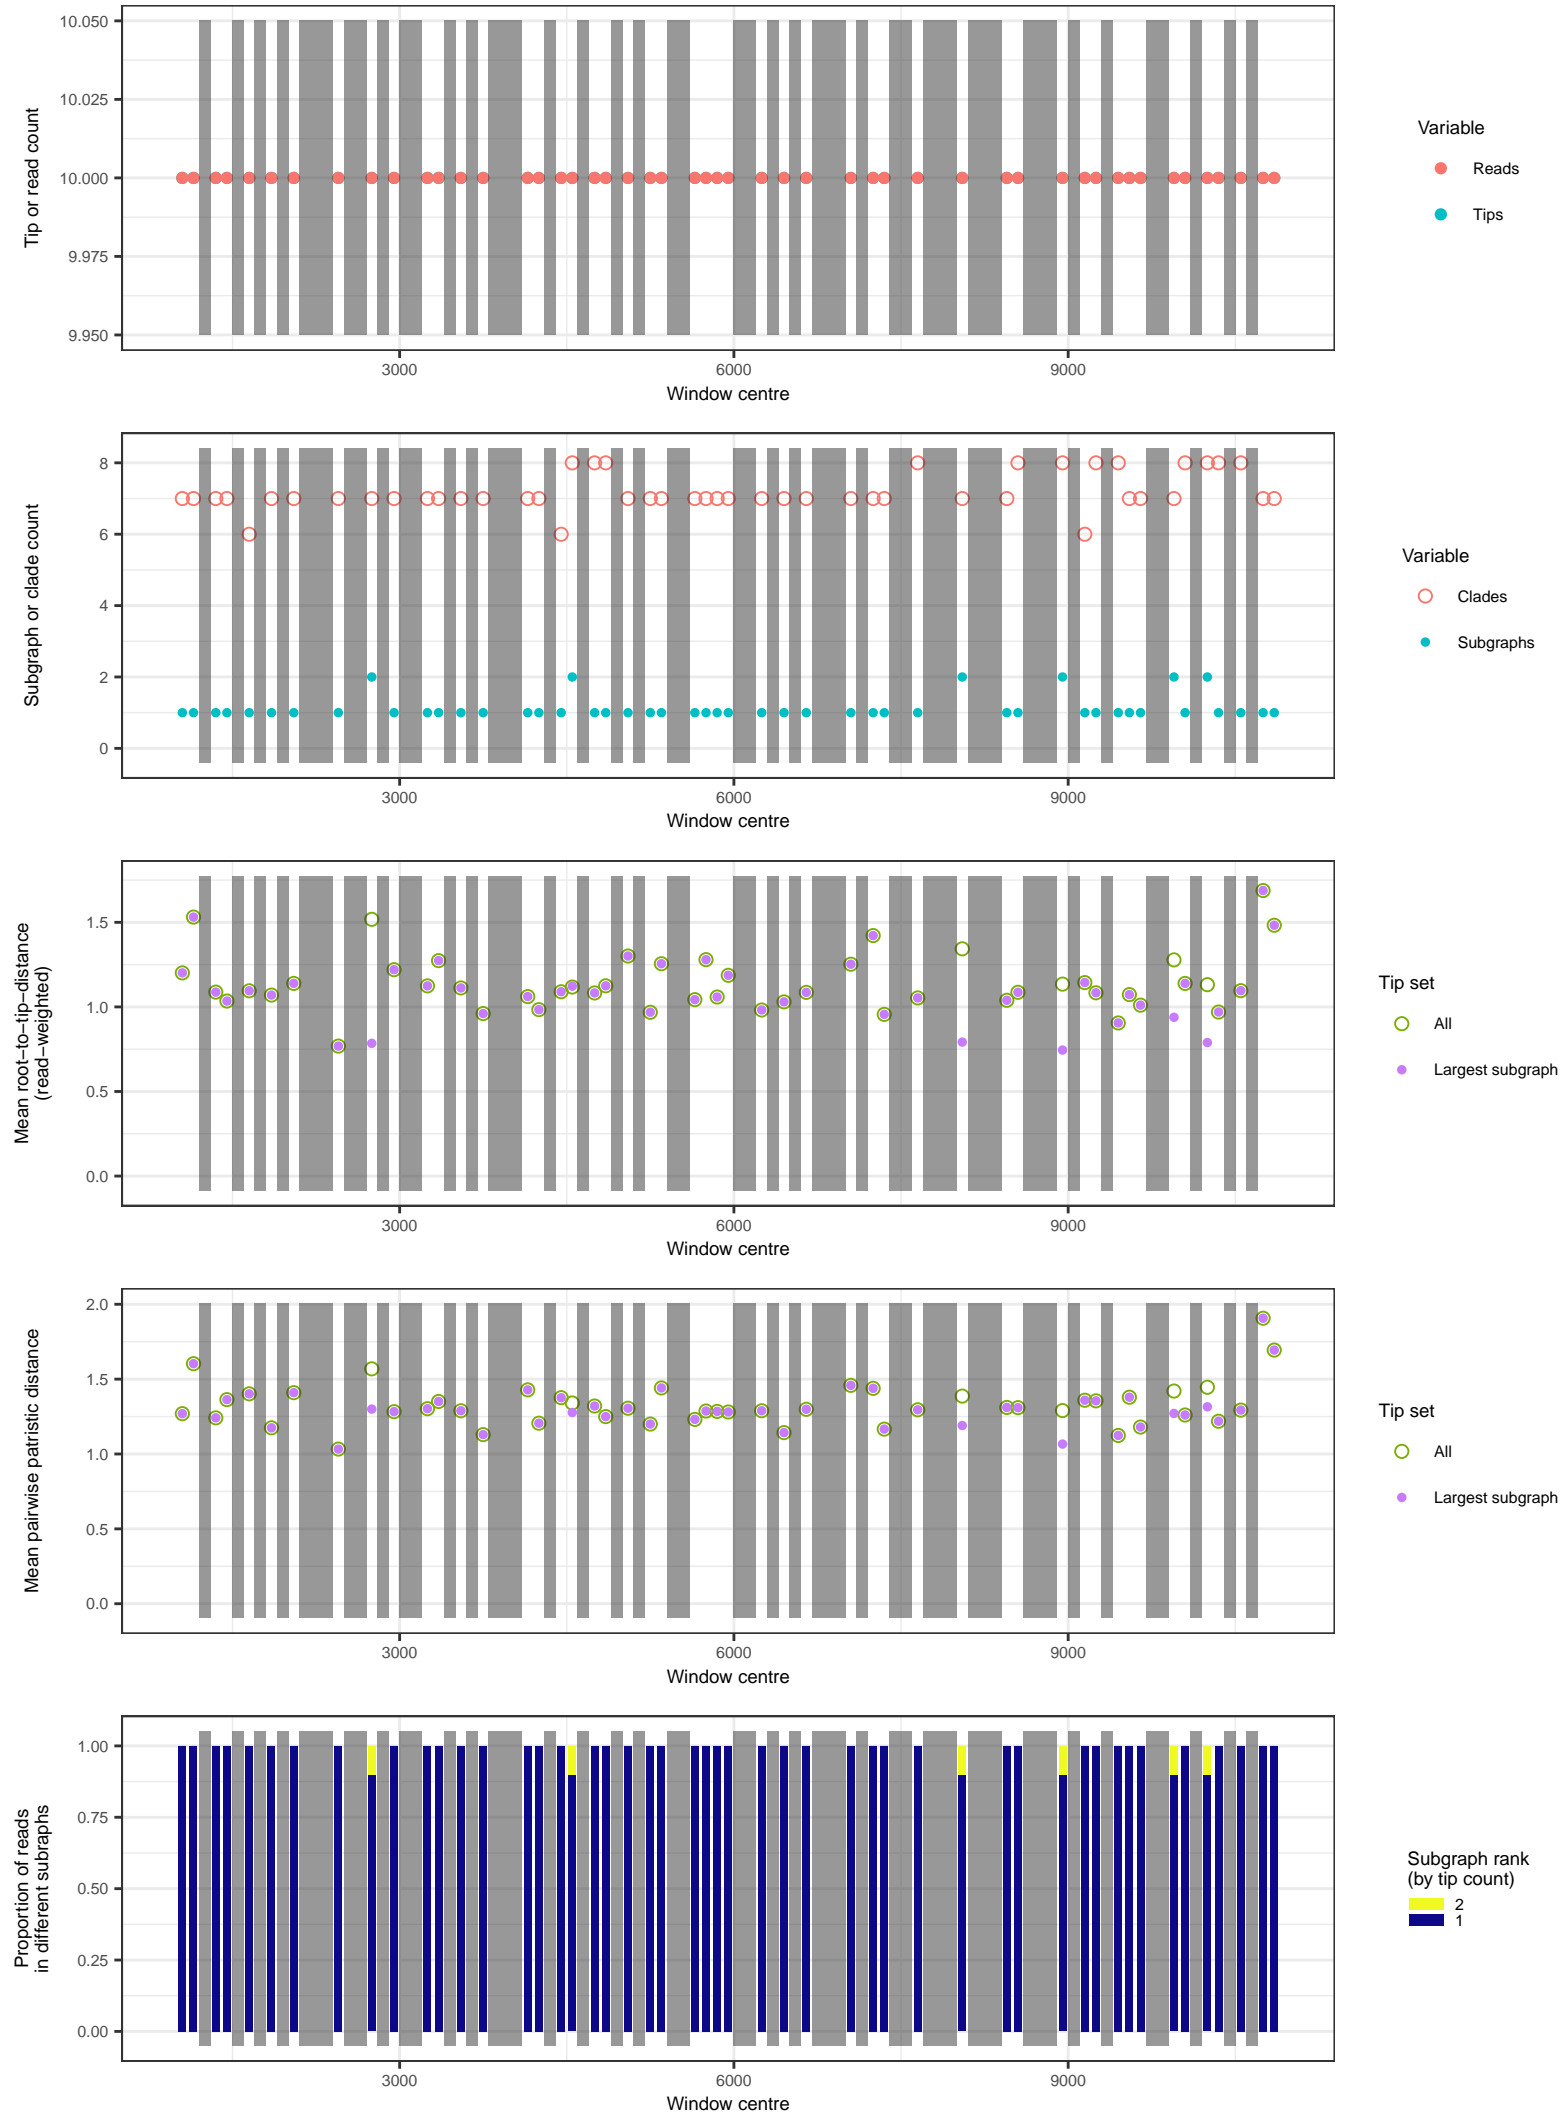 10.050
10.025
10.000
9.975
9.950
Tip or read count
3000
6000
9000
Window centre
Variable
Reads
Tips
8
6
4
2
0
Subgraph or clade count
3000
6000
9000
Window centre
Variable
Clades
Subgraphs
1.5
1.0
0.5
0.0
Mean root−to−tip−distance
(read−weighted)
3000
6000
9000
Window centre
Tip set
All
Largest subgraph
2.0
1.5
1.0
0.5
0.0
Mean pairwise patristic distance
3000
6000
9000
Window centre
Tip set
All
Largest subgraph
1.00
0.75
0.50
0.25
0.00
Proportion of reads
in different subraphs
3000
6000
9000
Window centre
Subgraph rank
(by tip count)
2
1